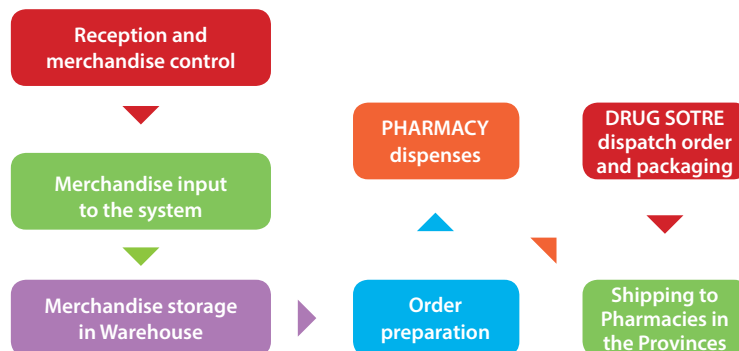 Reception and
merchandise control
Merchandise input
to the system
Merchandise storage
in Warehouse
PHARMACY
dispenses
Order
preparation
DRUG SOTRE
dispatch order
and packaging
Shipping to
Pharmacies in
the Provinces